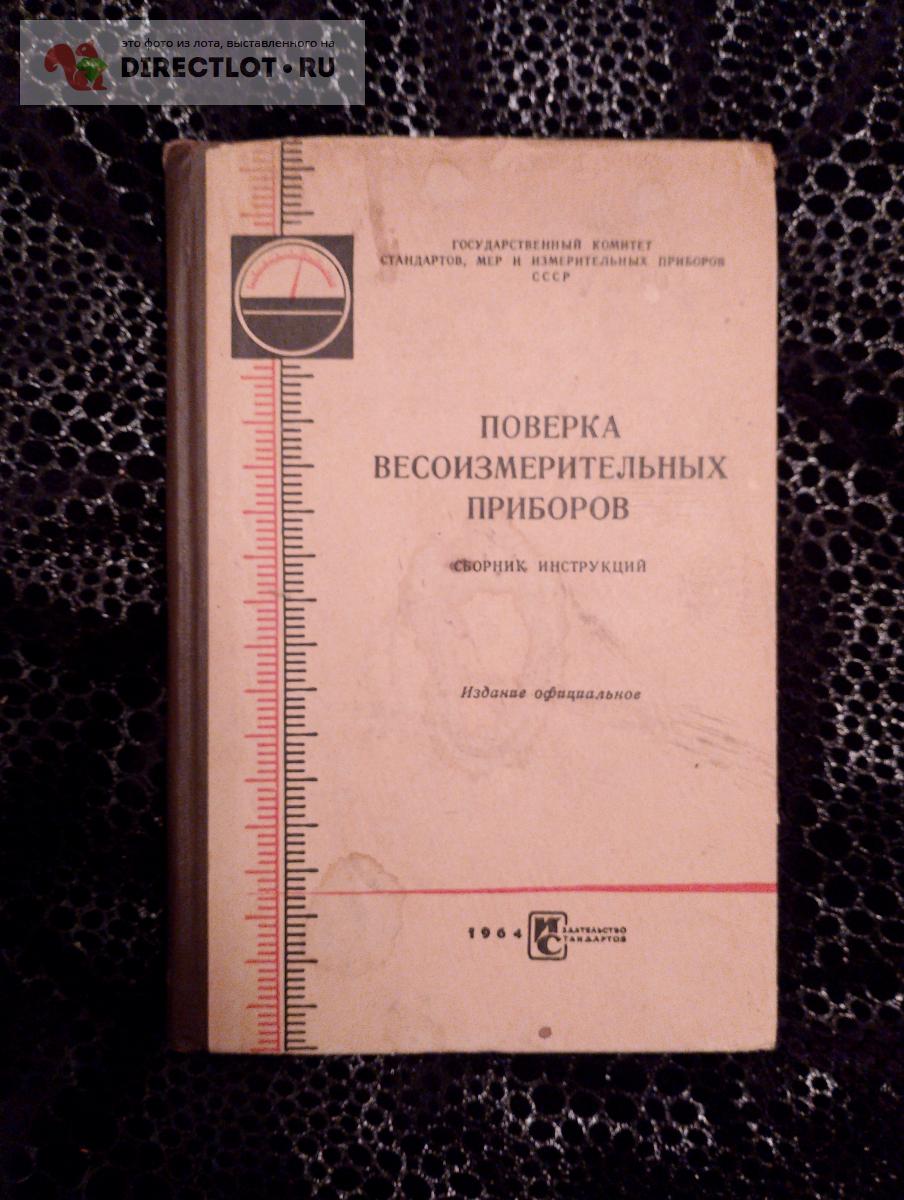 это фото из лота, выставленного на
DIRECTLOT.RU
ГОСУДАРСТВЕННЫЙ КОМИТЕТ
СТАНДАРТОВ, МЕР И ИЗМЕРИТЕЛЬНЫХ ПРИБОРОВ
СССР
ПОВЕРКА
ВЕСОИЗМЕРИТЕЛЬНЫХ
ПРИБОРОВ
СБОРНИК ИНСТРУКЦИЙ
Издание официальное
1964 ИЗДАТЕЛЬСТВО
СТАНДАРТОВ